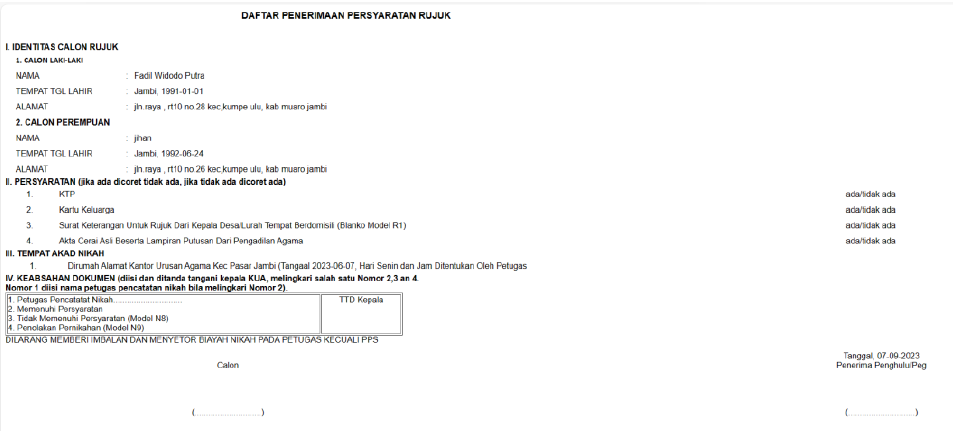 DAFTAR PENERIMAAN PERSYARATAN RUJUK
I. IDENTITAS CALON RUJUK
1. CALON LAKI-LAKI
NAMA : Fadil Widodo Putra
TEMPAT TGL LAHIR : Jambi, 1991-01-01
ALAMAT : jln.raya , rt10 no.28 kec,kumpe ulu, kab muaro jambi
2. CALON PEREMPUAN
NAMA : jihan
TEMPAT TGL LAHIR : Jambi, 1992-06-24
ALAMAT : jln.raya , rt10 no.26 kec,kumpe ulu, kab muaro jambi
II. PERSYARATAN (jika ada dicoret tidak ada, jika tidak ada dicoret ada)
1. KTP ada/tidak ada
2. Kartu Keluarga ada/tidak ada
3. Surat Keterangan Untuk Rujuk Dari Kepala Desa/Lurah Tempat Berdomisili (Blanko Model R1) ada/tidak ada
4. Akta Cerai Asli Beserta Lampiran Putusan Dari Pengadilan Agama ada/tidak ada
III. TEMPAT AKAD NIKAH
1. Dirumah Alamat Kantor Urusan Agama Kec Pasar Jambi (Tangaal 2023-06-07, Hari Senin dan Jam Ditentukan Oleh Petugas
IV. KEABSAHAN DOKUMEN (diisi dan ditanda tangani kepala KUA, melingkari salah satu Nomor 2,3 an 4.
Nomor 1 diisi nama petugas pencatatan nikah bila melingkari Nomor 2).
1. Petugas Pencatatat Nikah............................ TTD Kepala
2. Memenuhi Persyaratan
3. Tidak Memenuhi Persyaratan (Model N8)
4. Penolakan Pernikahan (Model N9)
DILARANG MEMBERI IMBALAN DAN MENYETOR BIAYAH NIKAH PADA PETUGAS KECUALI PPS
Tanggal, 07-09-2023
Calon Penerima Penghulu/Peg
(............................) (............................)